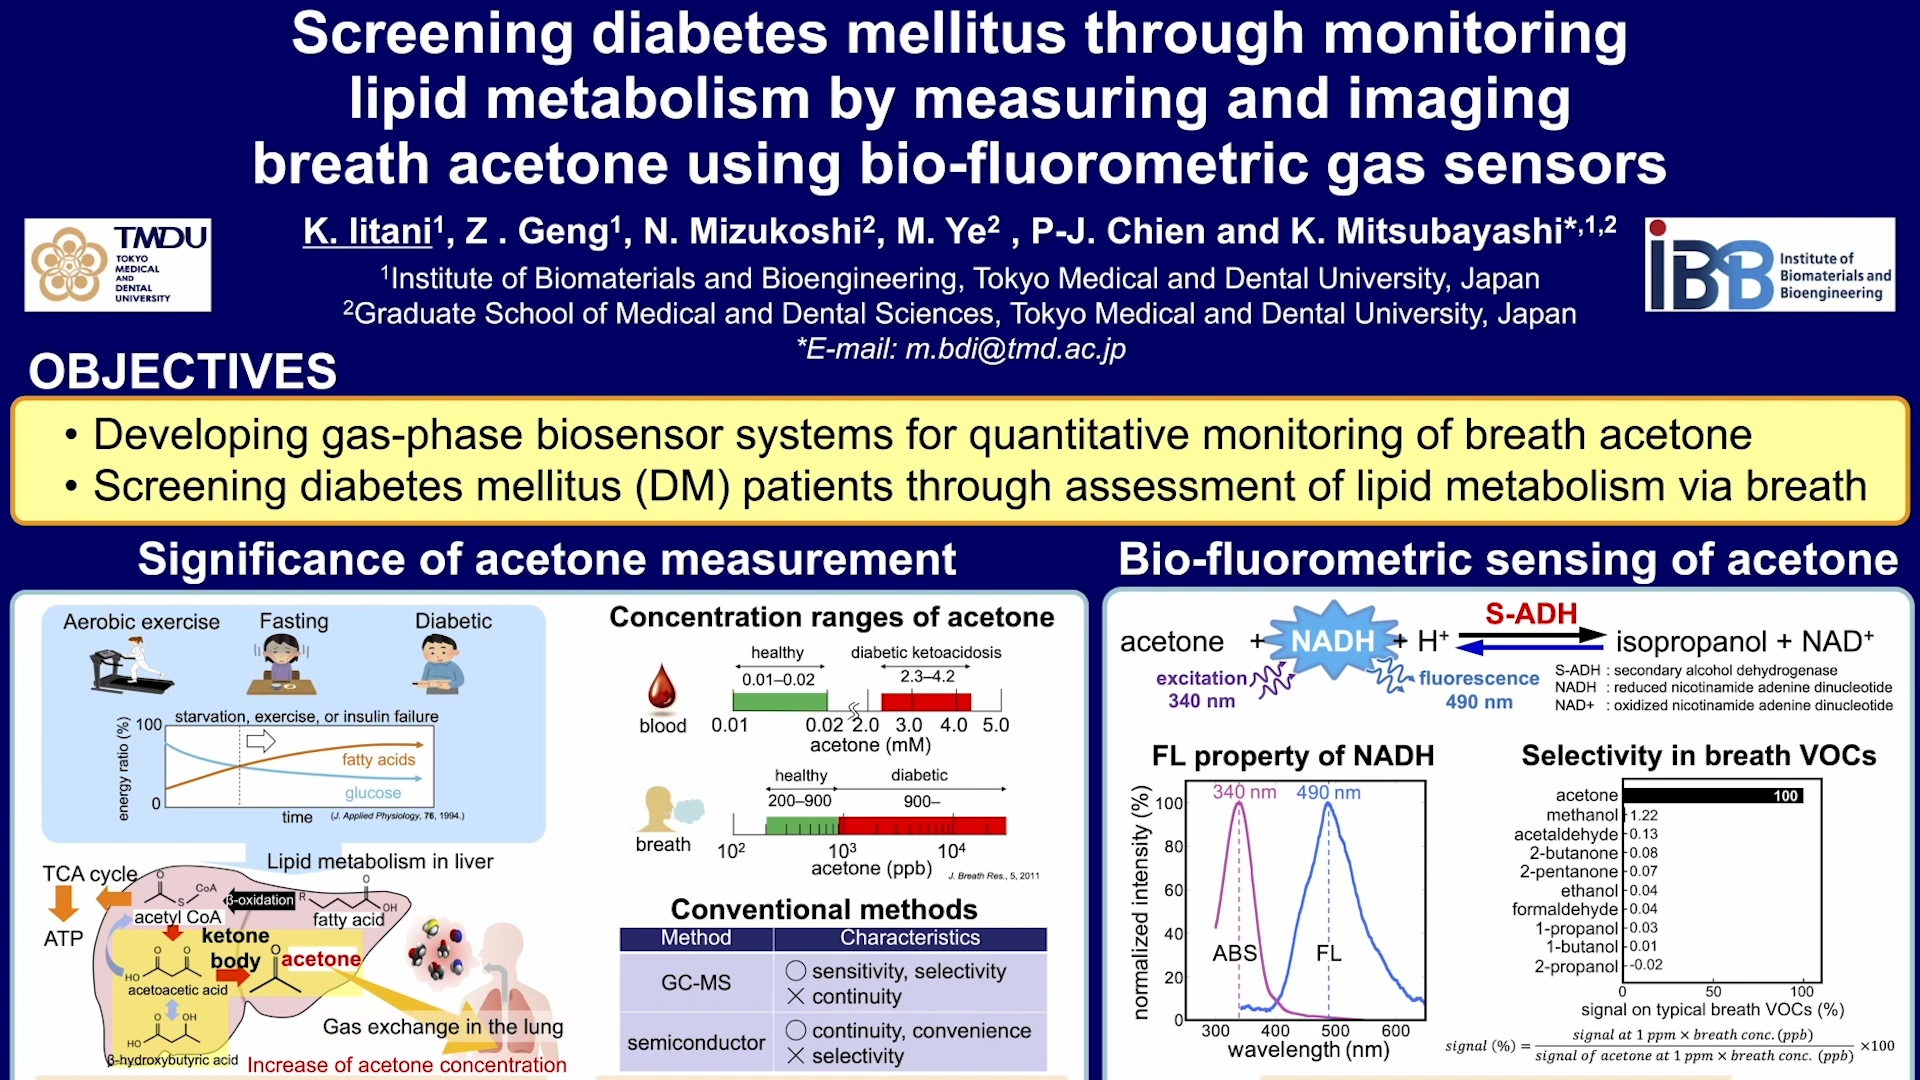 Screening diabetes mellitus through monitoring
lipid metabolism by measuring and imaging
breath acetone using bio-fluorometric gas sensors
TMDU
TOKYO
MEDICAL
AND
DENTAL
UNIVERSITY
K. Iitani1, Z . Geng1, N. Mizukoshi2, M. Ye2 , P-J. Chien and K. Mitsubayashi*,1,2
1Institute of Biomaterials and Bioengineering, Tokyo Medical and Dental University, Japan
2Graduate School of Medical and Dental Sciences, Tokyo Medical and Dental University, Japan
*E-mail: m.bdi@tmd.ac.jp
iBB
Institute of
Biomaterials and
Bioengineering
OBJECTIVES
• Developing gas-phase biosensor systems for quantitative monitoring of breath acetone
• Screening diabetes mellitus (DM) patients through assessment of lipid metabolism via breath
Significance of acetone measurement
Aerobic exercise Fasting Diabetic
starvation, exercise, or insulin failure
energy ratio (%)
100
0
fatty acids
glucose
time
(J. Applied Physiology, 76, 1994.)
Lipid metabolism in liver
TCA cycle
ATP
O
S
CoA
acetyl CoA
β-oxidation
R
O
OH
fatty acid
ketone
body
O O
HO
acetoacetic acid
O
acetone
O OH
HO
β-hydroxybutyric acid
Gas exchange in the lung
Increase of acetone concentration
Concentration ranges of acetone
healthy diabetic ketoacidosis
0.01–0.02 2.3–4.2
blood
0.01 0.02 2.0 3.0 4.0 5.0
acetone (mM)
healthy diabetic
200–900 900–
breath
102 103 104
acetone (ppb)
J. Breath Res., 5, 2011
Conventional methods
Method Characteristics
GC-MS
○ sensitivity, selectivity
× continuity
semiconductor
○ continuity, convenience
× selectivity
Bio-fluorometric sensing of acetone
acetone + NADH + H+ S-ADH isopropanol + NAD+
excitation
340 nm
fluorescence
490 nm
S-ADH : secondary alcohol dehydrogenase
NADH : reduced nicotinamide adenine dinucleotide
NAD+ : oxidized nicotinamide adenine dinucleotide
FL property of NADH
normalized intensity (%)
340 nm 490 nm
100
80
60
40
20
0
ABS FL
300 400 500 600
wavelength (nm)
Selectivity in breath VOCs
acetone 100
methanol 1.22
acetaldehyde 0.13
2-butanone 0.08
2-pentanone 0.07
ethanol 0.04
formaldehyde 0.04
1-propanol 0.03
1-butanol 0.01
2-propanol -0.02
0 50 100
signal on typical breath VOCs (%)
signal (%) = signal at 1 ppm × breath conc. (ppb) / signal of acetone at 1 ppm × breath conc. (ppb) ×100